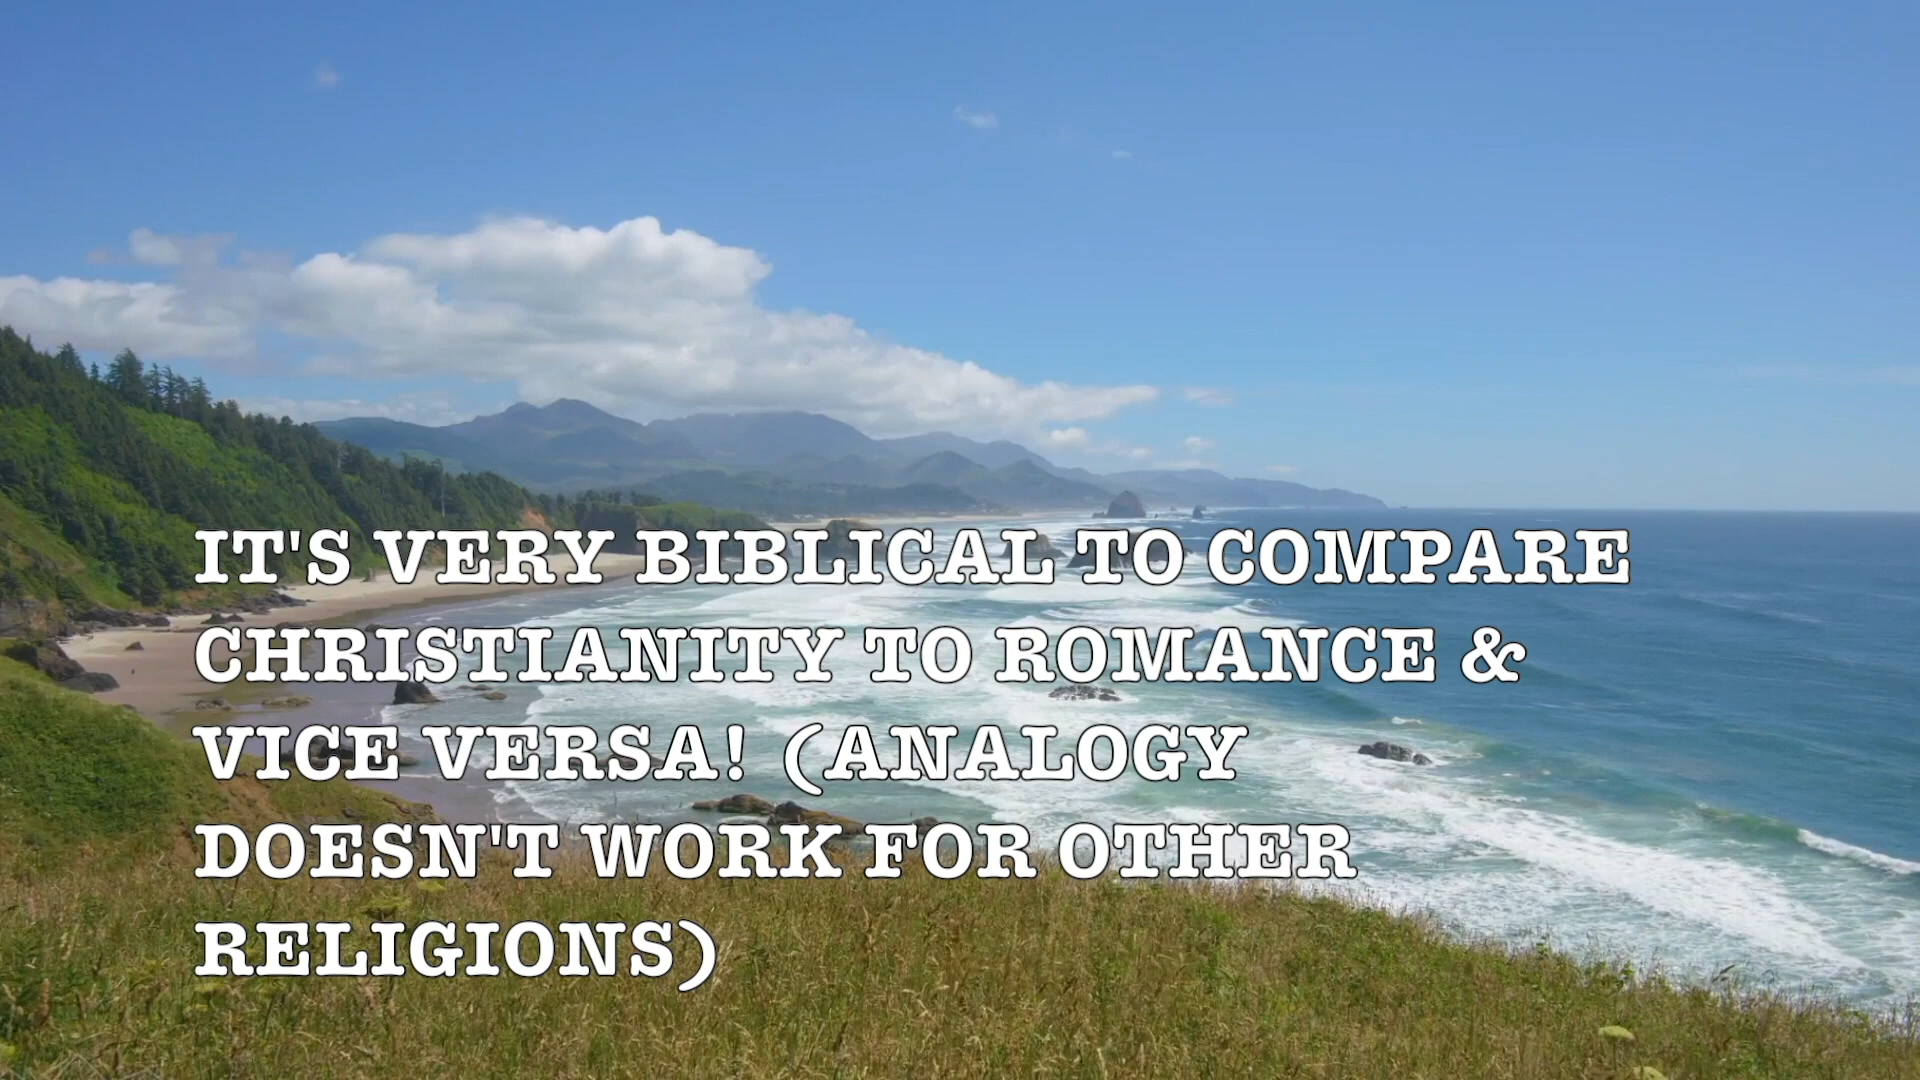 IT'S VERY BIBLICAL TO COMPARE
CHRISTIANITY TO ROMANCE &
VICE VERSA! (ANALOGY
DOESN'T WORK FOR OTHER
RELIGIONS)